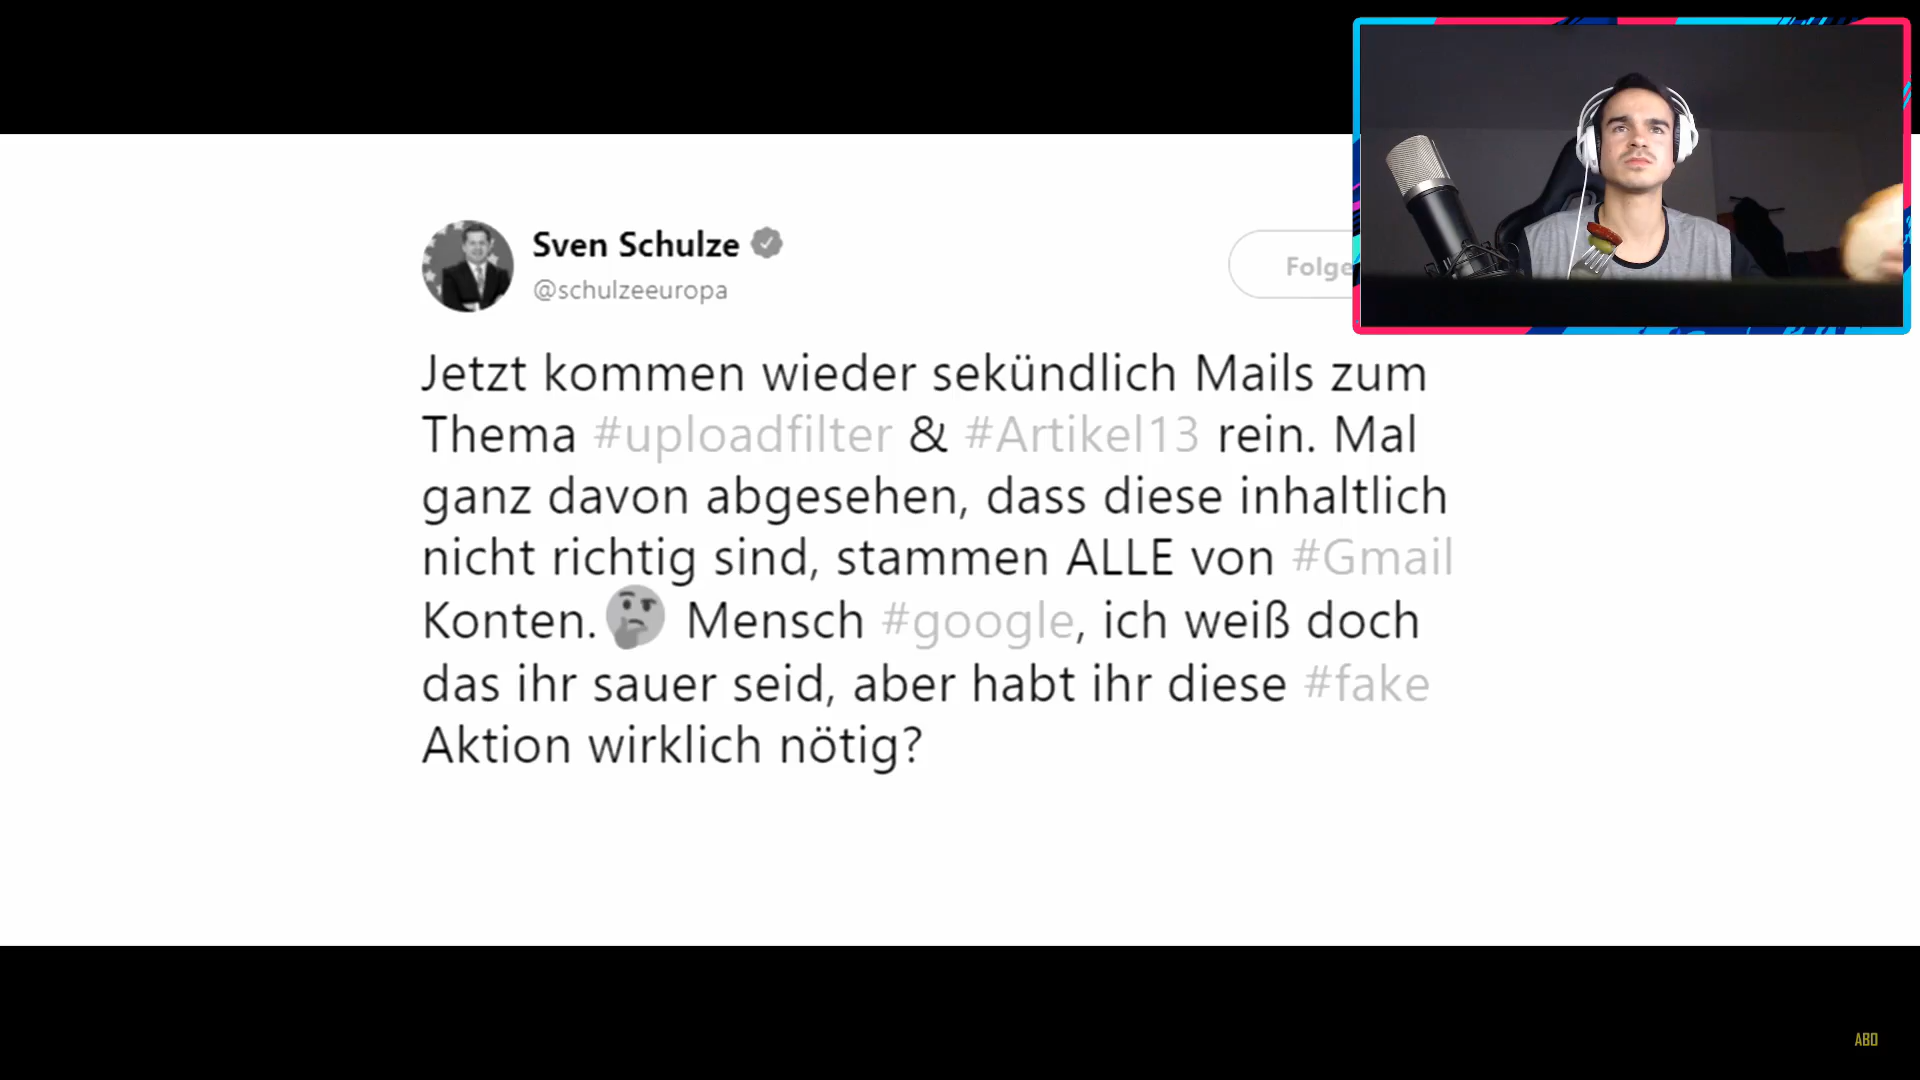 Sven Schulze
@schulzeeuropa
Folge
Jetzt kommen wieder sekündlich Mails zum
Thema #uploadfilter & #Artikel13 rein. Mal
ganz davon abgesehen, dass diese inhaltlich
nicht richtig sind, stammen ALLE von #Gmail
Konten. 🤔 Mensch #google, ich weiß doch
das ihr sauer seid, aber habt ihr diese #fake
Aktion wirklich nötig?
ABO